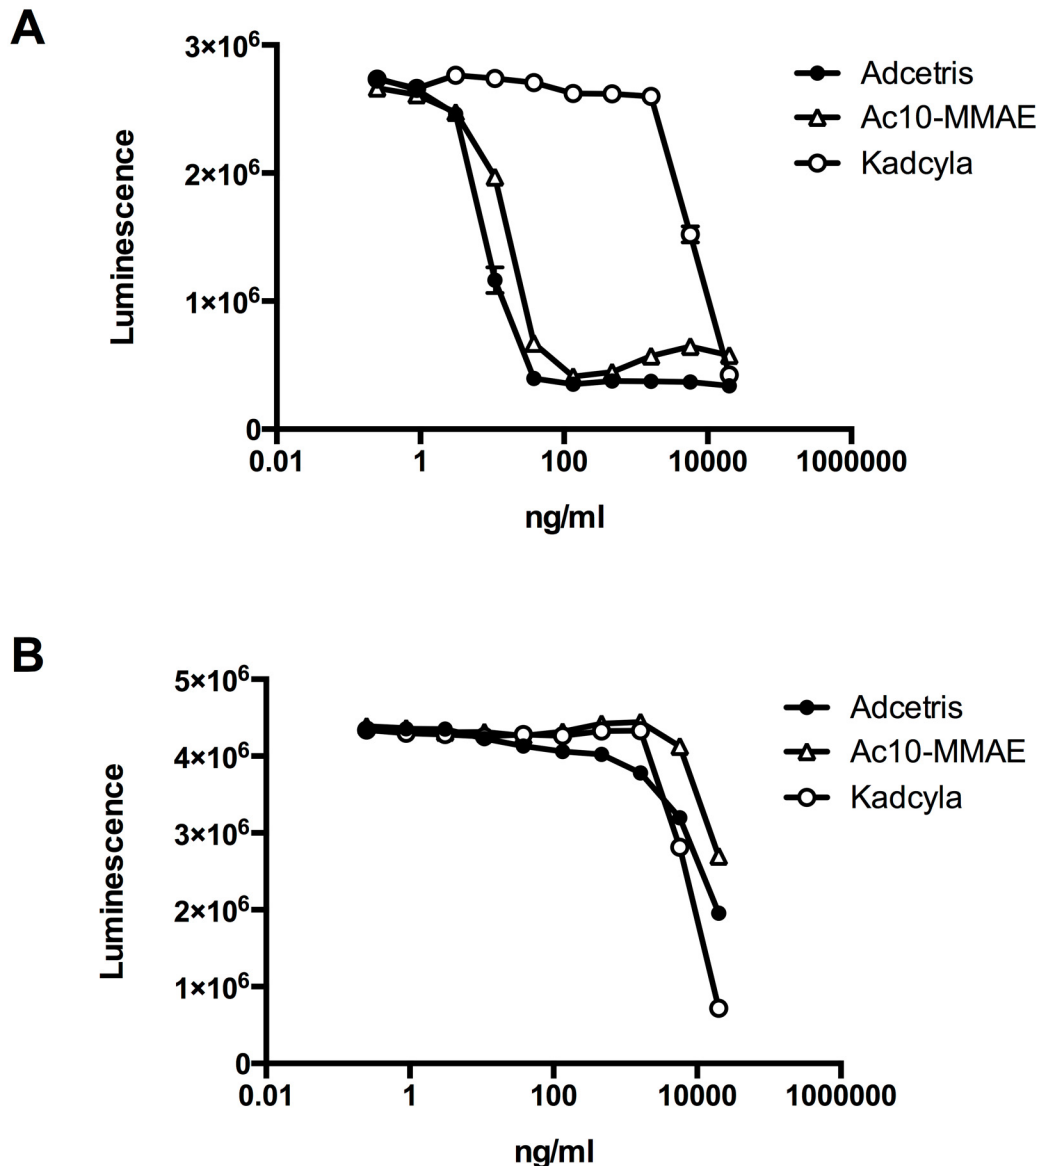 A
3×10⁶
2×10⁶
1×10⁶
0
Luminescence
0.01 1 100 10000 1000000
ng/ml
Adcetris
Ac10-MMAE
Kadcyla
B
5×10⁶
4×10⁶
3×10⁶
2×10⁶
1×10⁶
0
Luminescence
0.01 1 100 10000 1000000
ng/ml
Adcetris
Ac10-MMAE
Kadcyla